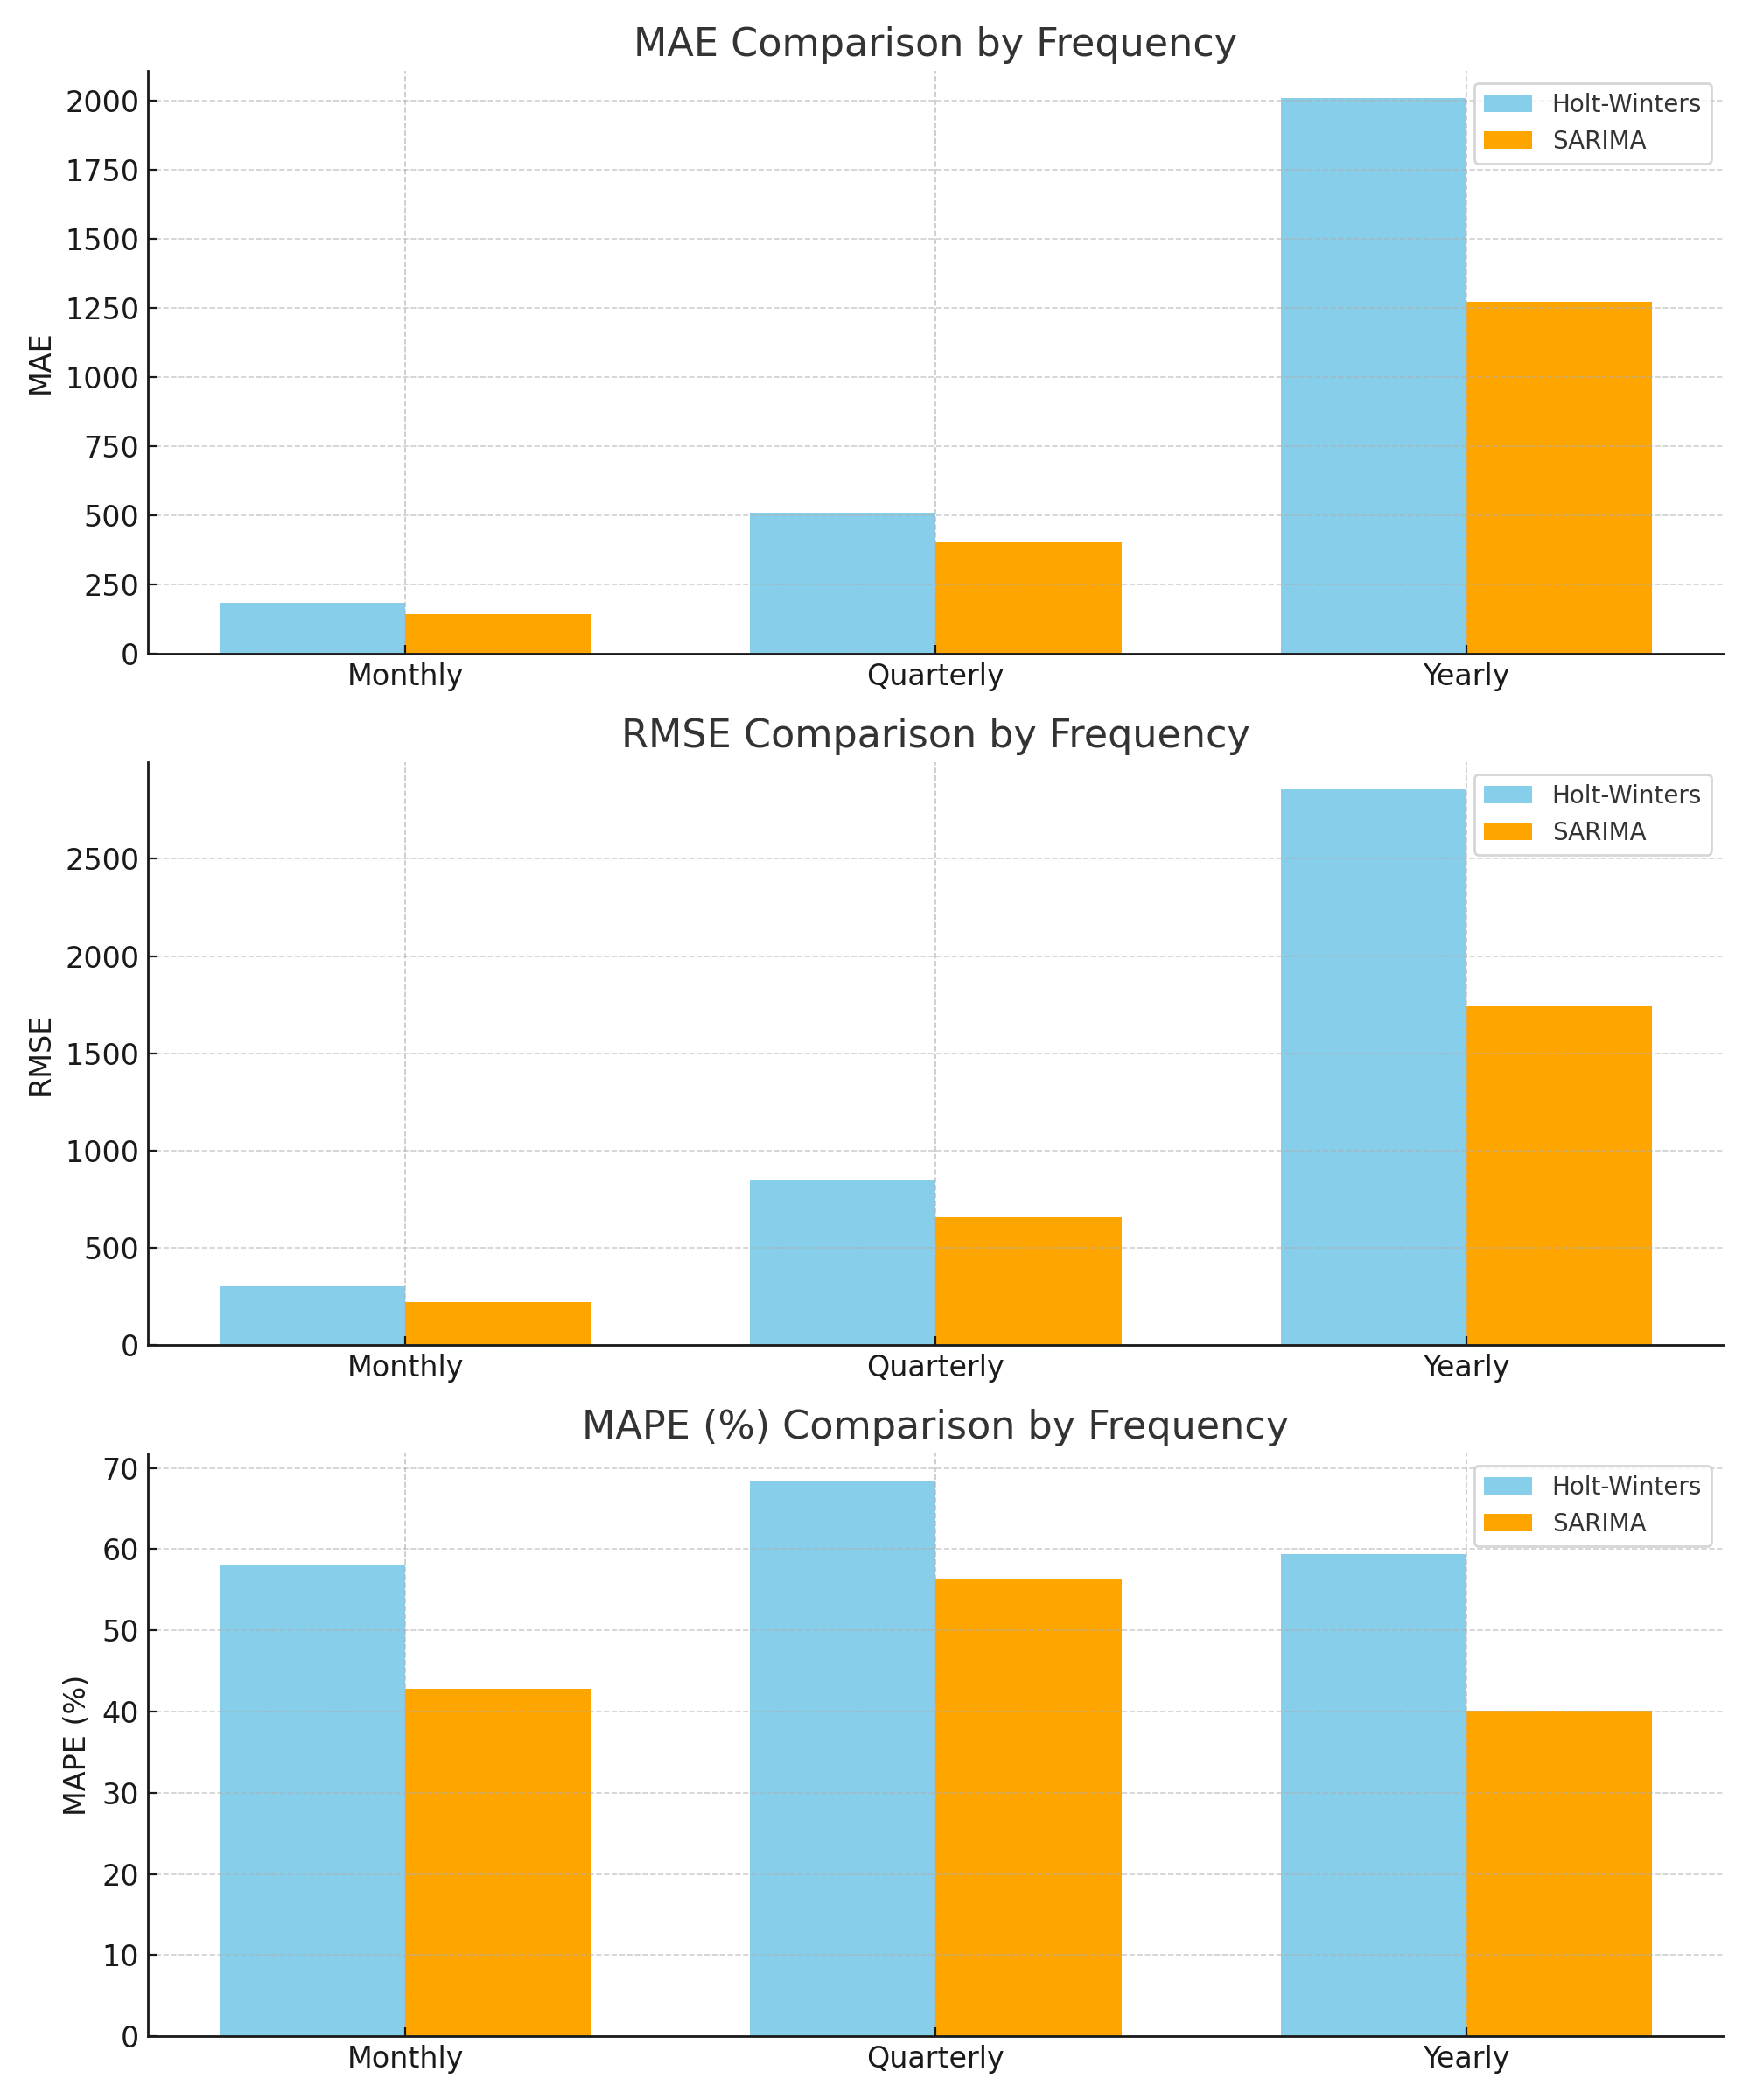 MAE Comparison by Frequency
MAE
2000
1750
1500
1250
1000
750
500
250
0
Monthly Quarterly Yearly
Holt-Winters
SARIMA
RMSE Comparison by Frequency
RMSE
2500
2000
1500
1000
500
0
Monthly Quarterly Yearly
Holt-Winters
SARIMA
MAPE (%) Comparison by Frequency
MAPE (%)
70
60
50
40
30
20
10
0
Monthly Quarterly Yearly
Holt-Winters
SARIMA